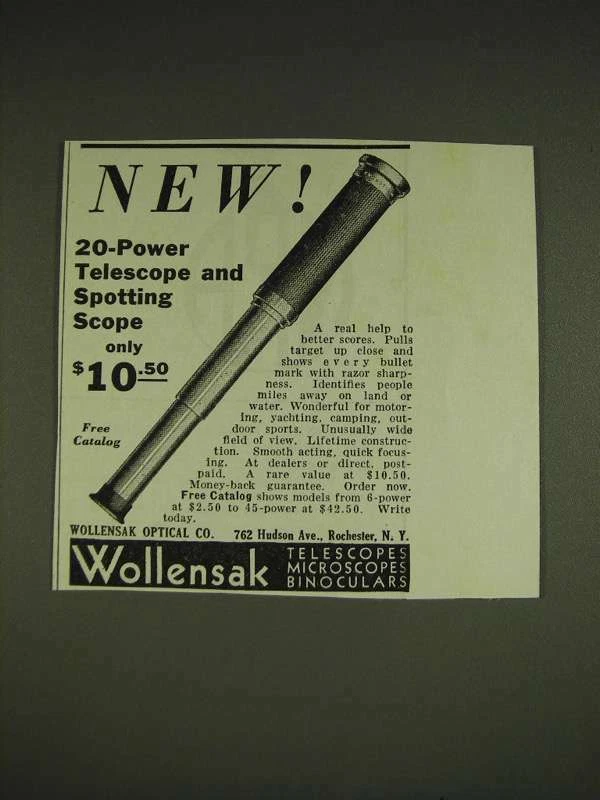 NEW!
20-Power
Telescope and
Spotting
Scope
only
$10.50
Free
Catalog
A real help to
better scores. Pulls
target up close and
shows every bullet
mark with razor sharp-
ness. Identifies people
miles away on land or
water. Wonderful for motor-
ing, yachting, camping, out-
door sports. Unusually wide
field of view. Lifetime construc-
tion. Smooth acting, quick focus-
ing. At dealers or direct, post-
paid. A rare value at $10.50.
Money-back guarantee. Order now.
Free Catalog shows models from 6-power
at $2.50 to 45-power at $42.50. Write
today.
WOLLENSAK OPTICAL CO. 762 Hudson Ave., Rochester, N. Y.
Wollensak
TELESCOPES
MICROSCOPES
BINOCULARS